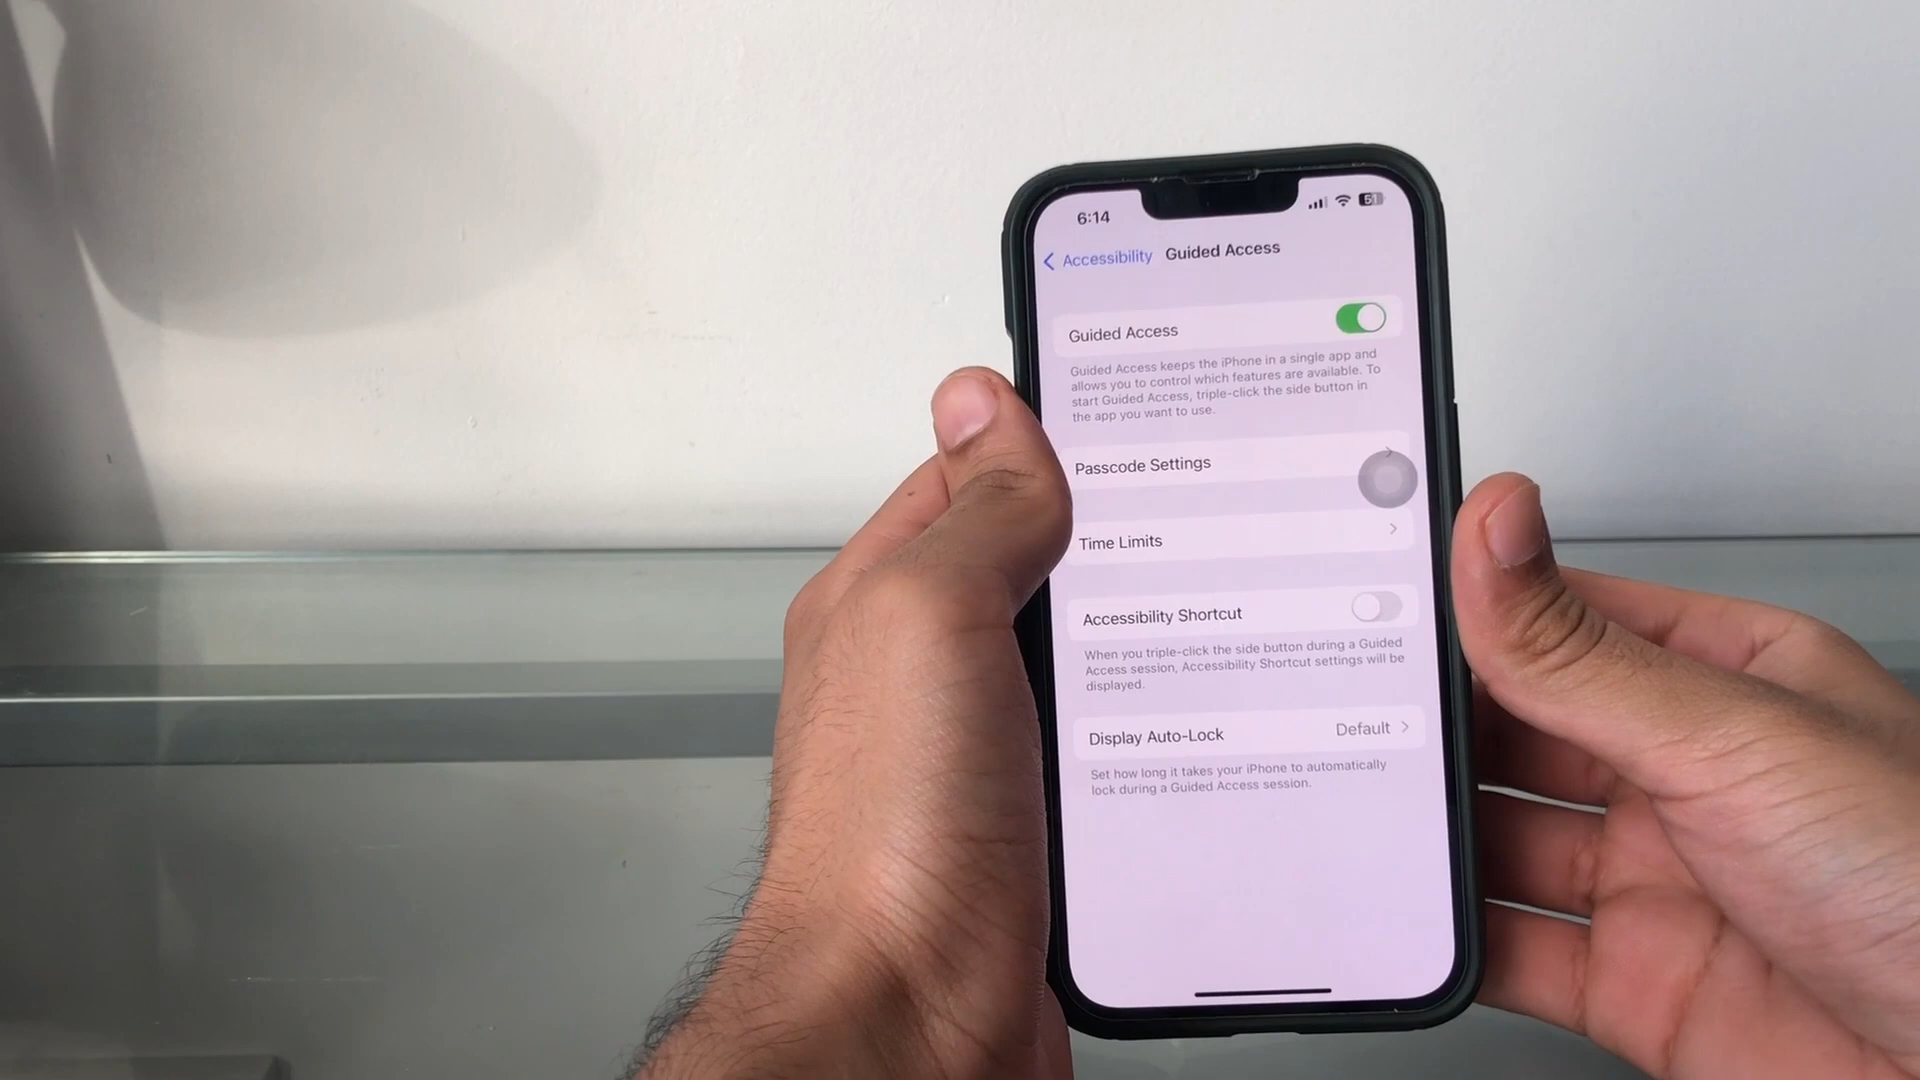 6:14
51
Accessibility Guided Access
Guided Access
Guided Access keeps the iPhone in a single app and
allows you to control which features are available. To
start Guided Access, triple-click the side button in
the app you want to use.
Passcode Settings
Time Limits
Accessibility Shortcut
When you triple-click the side button during a Guided
Access session, Accessibility Shortcut settings will be
displayed.
Display Auto-Lock Default
Set how long it takes your iPhone to automatically
lock during a Guided Access session.